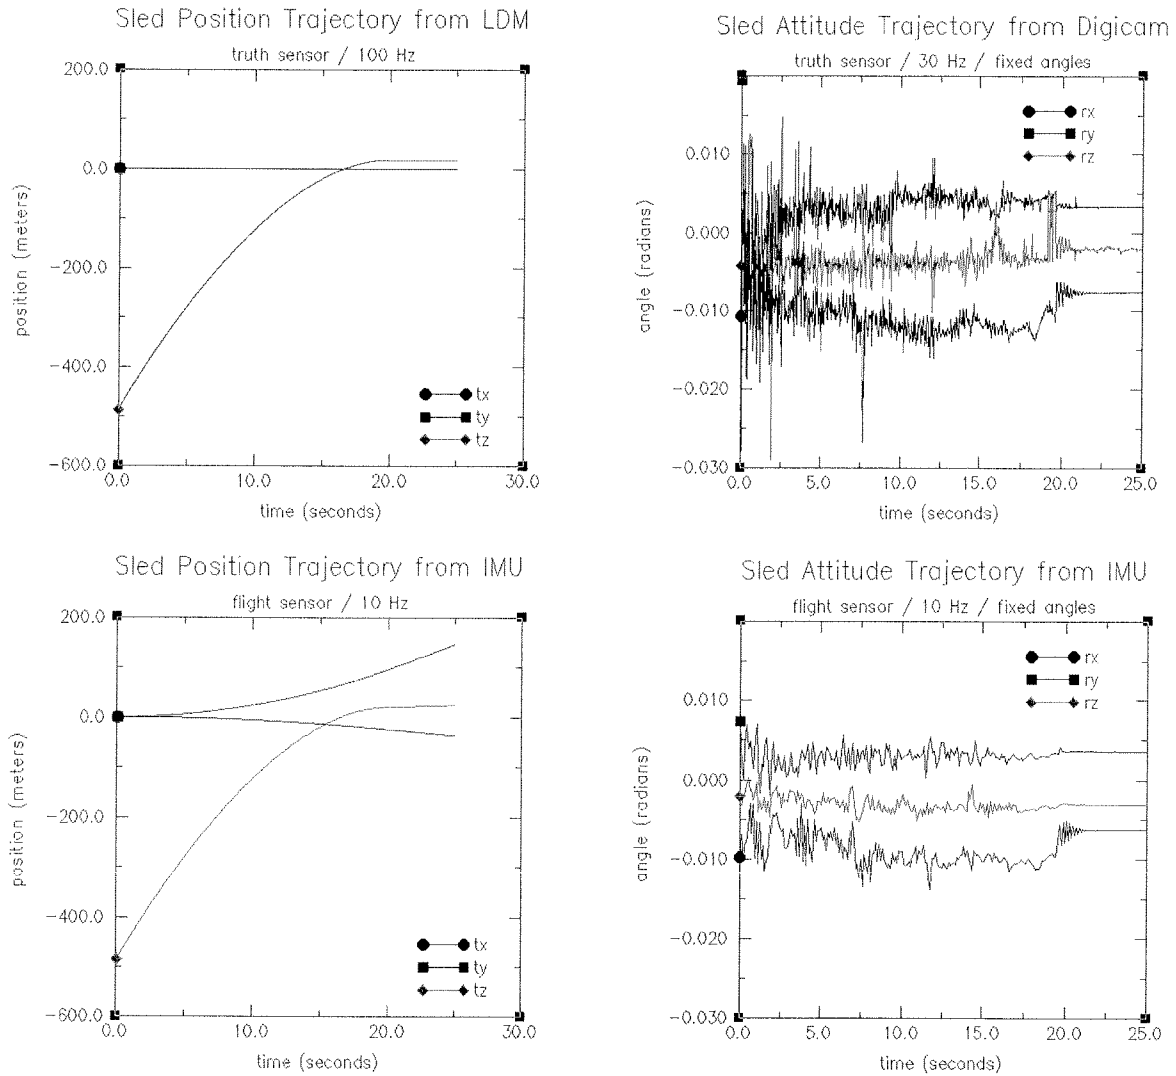 Sled Position Trajectory from LDM
truth sensor / 100 Hz
200.0
0.0
-200.0
-400.0
-600.0
position (meters)
tx
ty
tz
0.0 10.0 20.0 30.0
time (seconds)
Sled Attitude Trajectory from Digicam
truth sensor / 30 Hz / fixed angles
0.010
0.000
-0.010
-0.020
-0.030
angle (radians)
rx
ry
rz
0.0 5.0 10.0 15.0 20.0 25.0
time (seconds)
Sled Position Trajectory from IMU
flight sensor / 10 Hz
200.0
0.0
-200.0
-400.0
-600.0
position (meters)
tx
ty
tz
0.0 10.0 20.0 30.0
time (seconds)
Sled Attitude Trajectory from IMU
flight sensor / 10 Hz / fixed angles
0.010
0.000
-0.010
-0.020
-0.030
angle (radians)
rx
ry
rz
0.0 5.0 10.0 15.0 20.0 25.0
time (seconds)